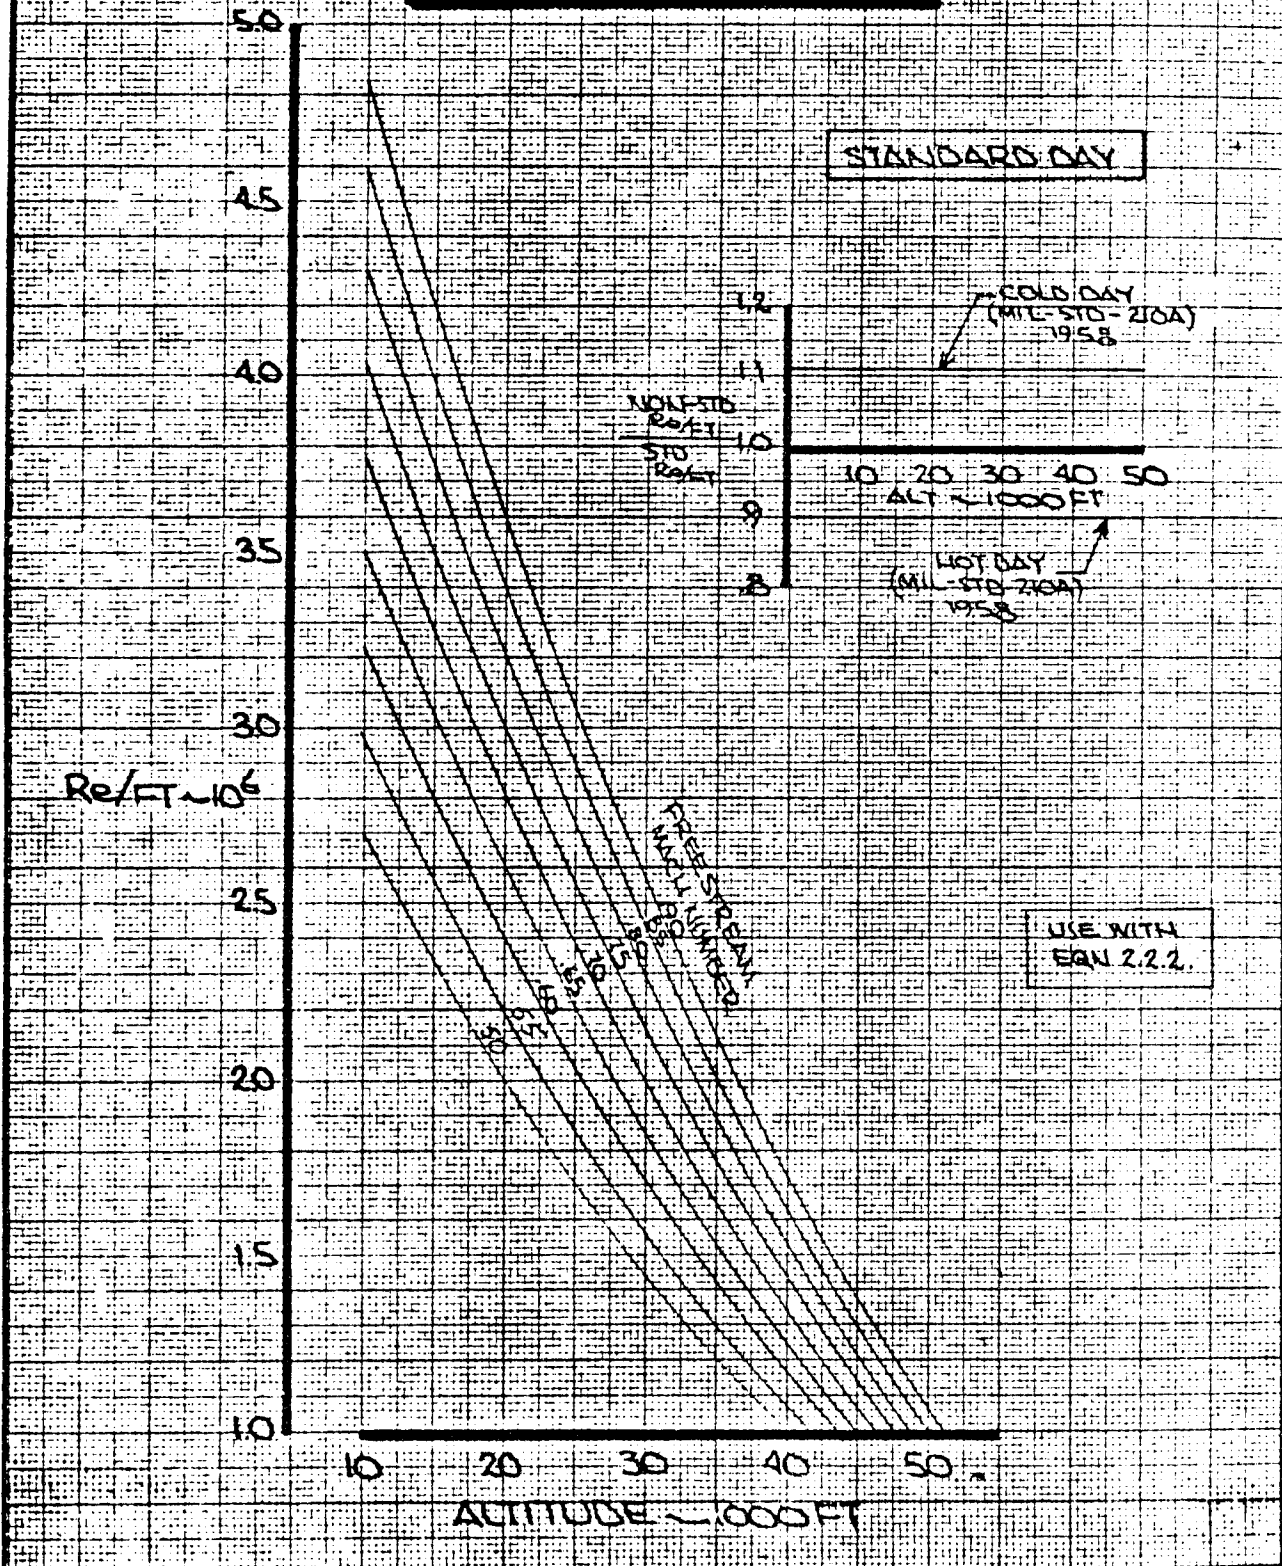 5.0
STANDARD DAY
4.5
COLD DAY
(MIL-STD-210A)
1958
1.2
4.0
1.1
NON-STD
Re/FT
1.0
STD
Re/FT
10 20 30 40 50
ALT ~ 1000 FT
.9
3.5
HOT DAY
(MIL-STD-210A)
1958
.8
3.0
Re/FT ~ 10⁶
FREE STREAM
MACH NUMBER
2.5
.90
.85
.80
.75
.70
.65
.60
.55
.50
USE WITH
EQN 2.2.2.
2.0
1.5
1.0
10 20 30 40 50
ALTITUDE ~ 1000 FT